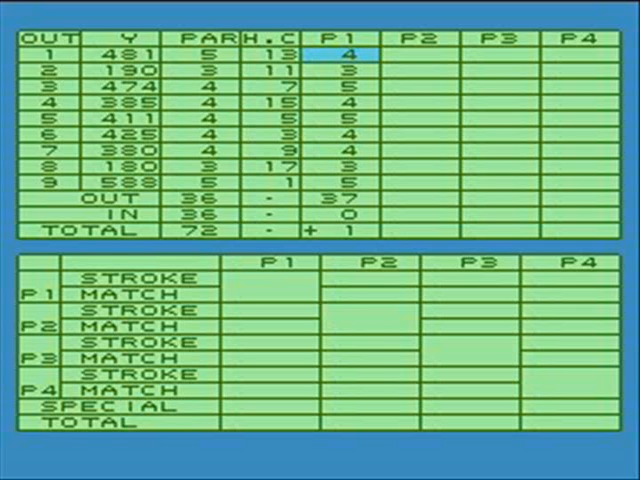 OUT Y PAR H.C P1 P2 P3 P4
1 481 5 13 4
2 190 3 11 3
3 474 4 7 5
4 385 4 15 4
5 411 4 5 5
6 425 4 3 4
7 380 4 9 4
8 180 3 17 3
9 588 5 1 5
OUT 36 - 37
IN 36 - 0
TOTAL 72 - + 1
P1 P2 P3 P4
STROKE
P1 MATCH
STROKE
P2 MATCH
STROKE
P3 MATCH
STROKE
P4 MATCH
SPECIAL
TOTAL